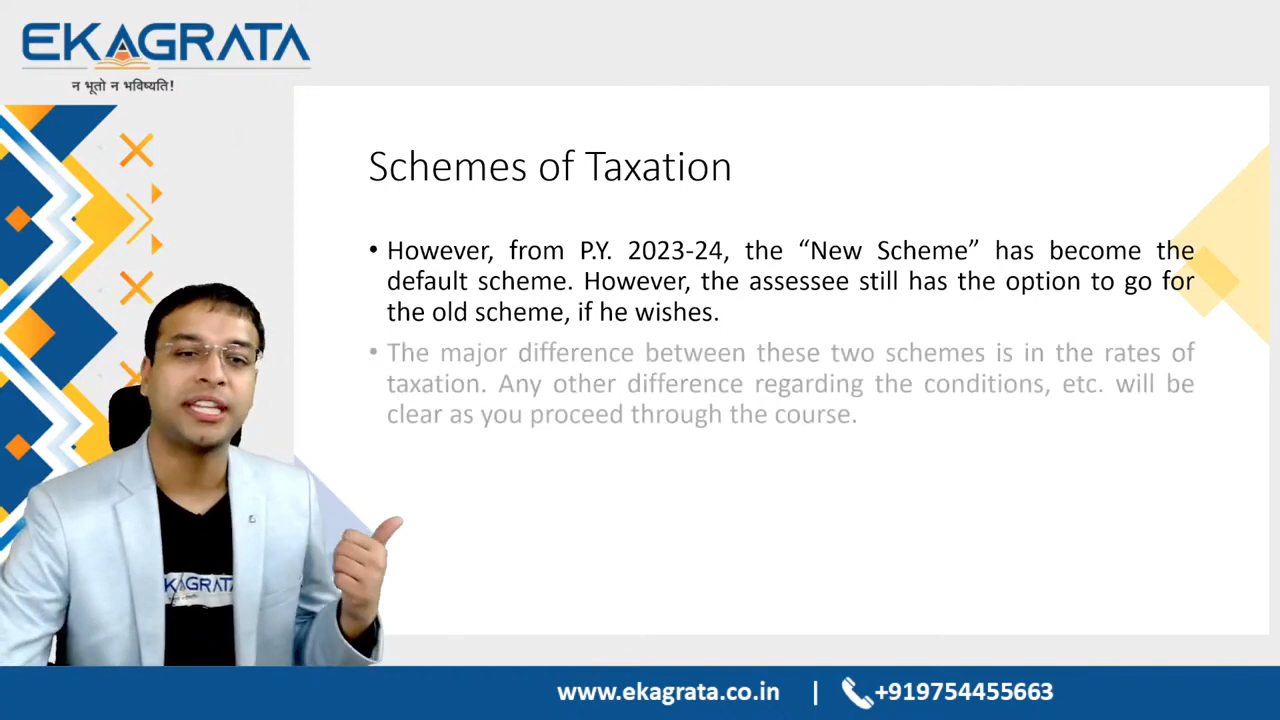 EKAGRATA
न भूतो न भविष्यति!
Schemes of Taxation
• However, from P.Y. 2023-24, the “New Scheme” has become the
default scheme. However, the assessee still has the option to go for
the old scheme, if he wishes.
• The major difference between these two schemes is in the rates of
taxation. Any other difference regarding the conditions, etc. will be
clear as you proceed through the course.
KAGRATA
www.ekagrata.co.in | +919754455663